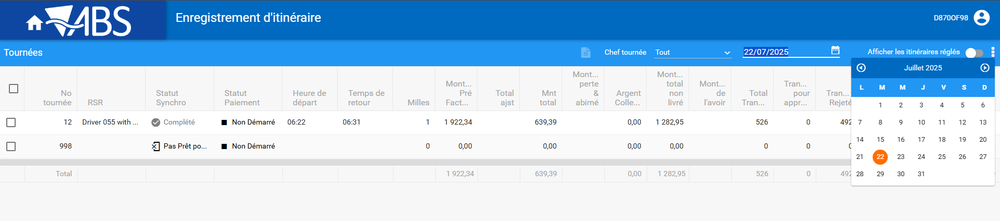 ABS
Enregistrement d'itinéraire
D870OF98
Tournées
Chef tournée Tout 22/07/2025 Afficher les itinéraires réglés
No tournée
RSR
Statut Synchro
Statut Paiement
Heure de départ
Temps de retour
Milles
Mont... Pré Fact...
Total ajst
Mnt total
Mont... perte & abimé
Argent Colle...
Mont... total non livré
Mont... de l'avoir
Total Tran...
Tran... pour appr...
Tran... Rejeté
12 Driver 055 with ... Complété Non Démarré 06:22 06:31 1 1 922,34 639,39 0,00 1 282,95 526 0 492
998 Pas Prêt po... Non Démarré 0 0,00 0,00 0,00 0,00 0 0 0
Total 1 922,34 639,39 0,00 1 282,95 526 0 492
Juillet 2025
L M M J V S D
1 2 3 4 5 6
7 8 9 10 11 12 13
14 15 16 17 18 19 20
21 22 23 24 25 26 27
28 29 30 31